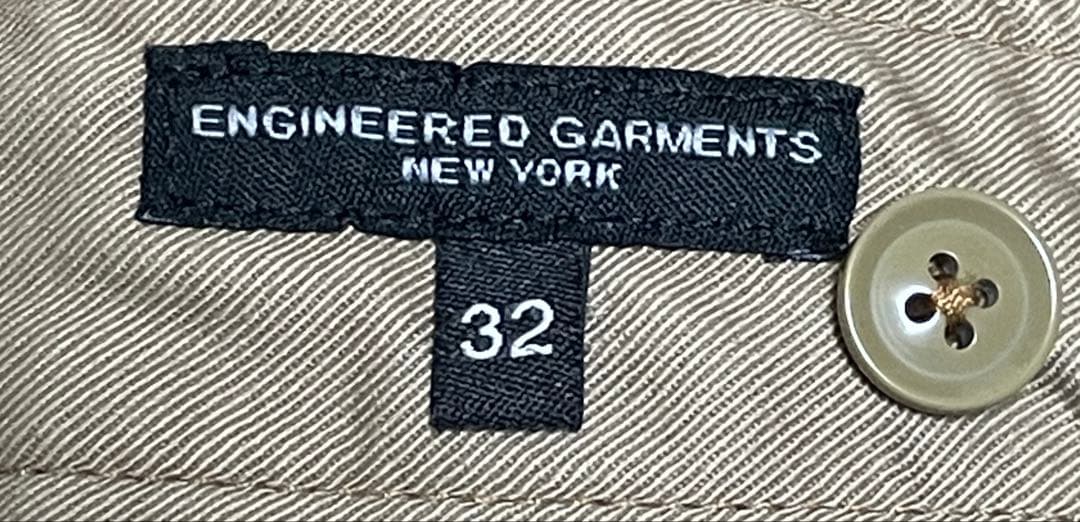 ENGINEERED GARMENTS
NEW YORK
32